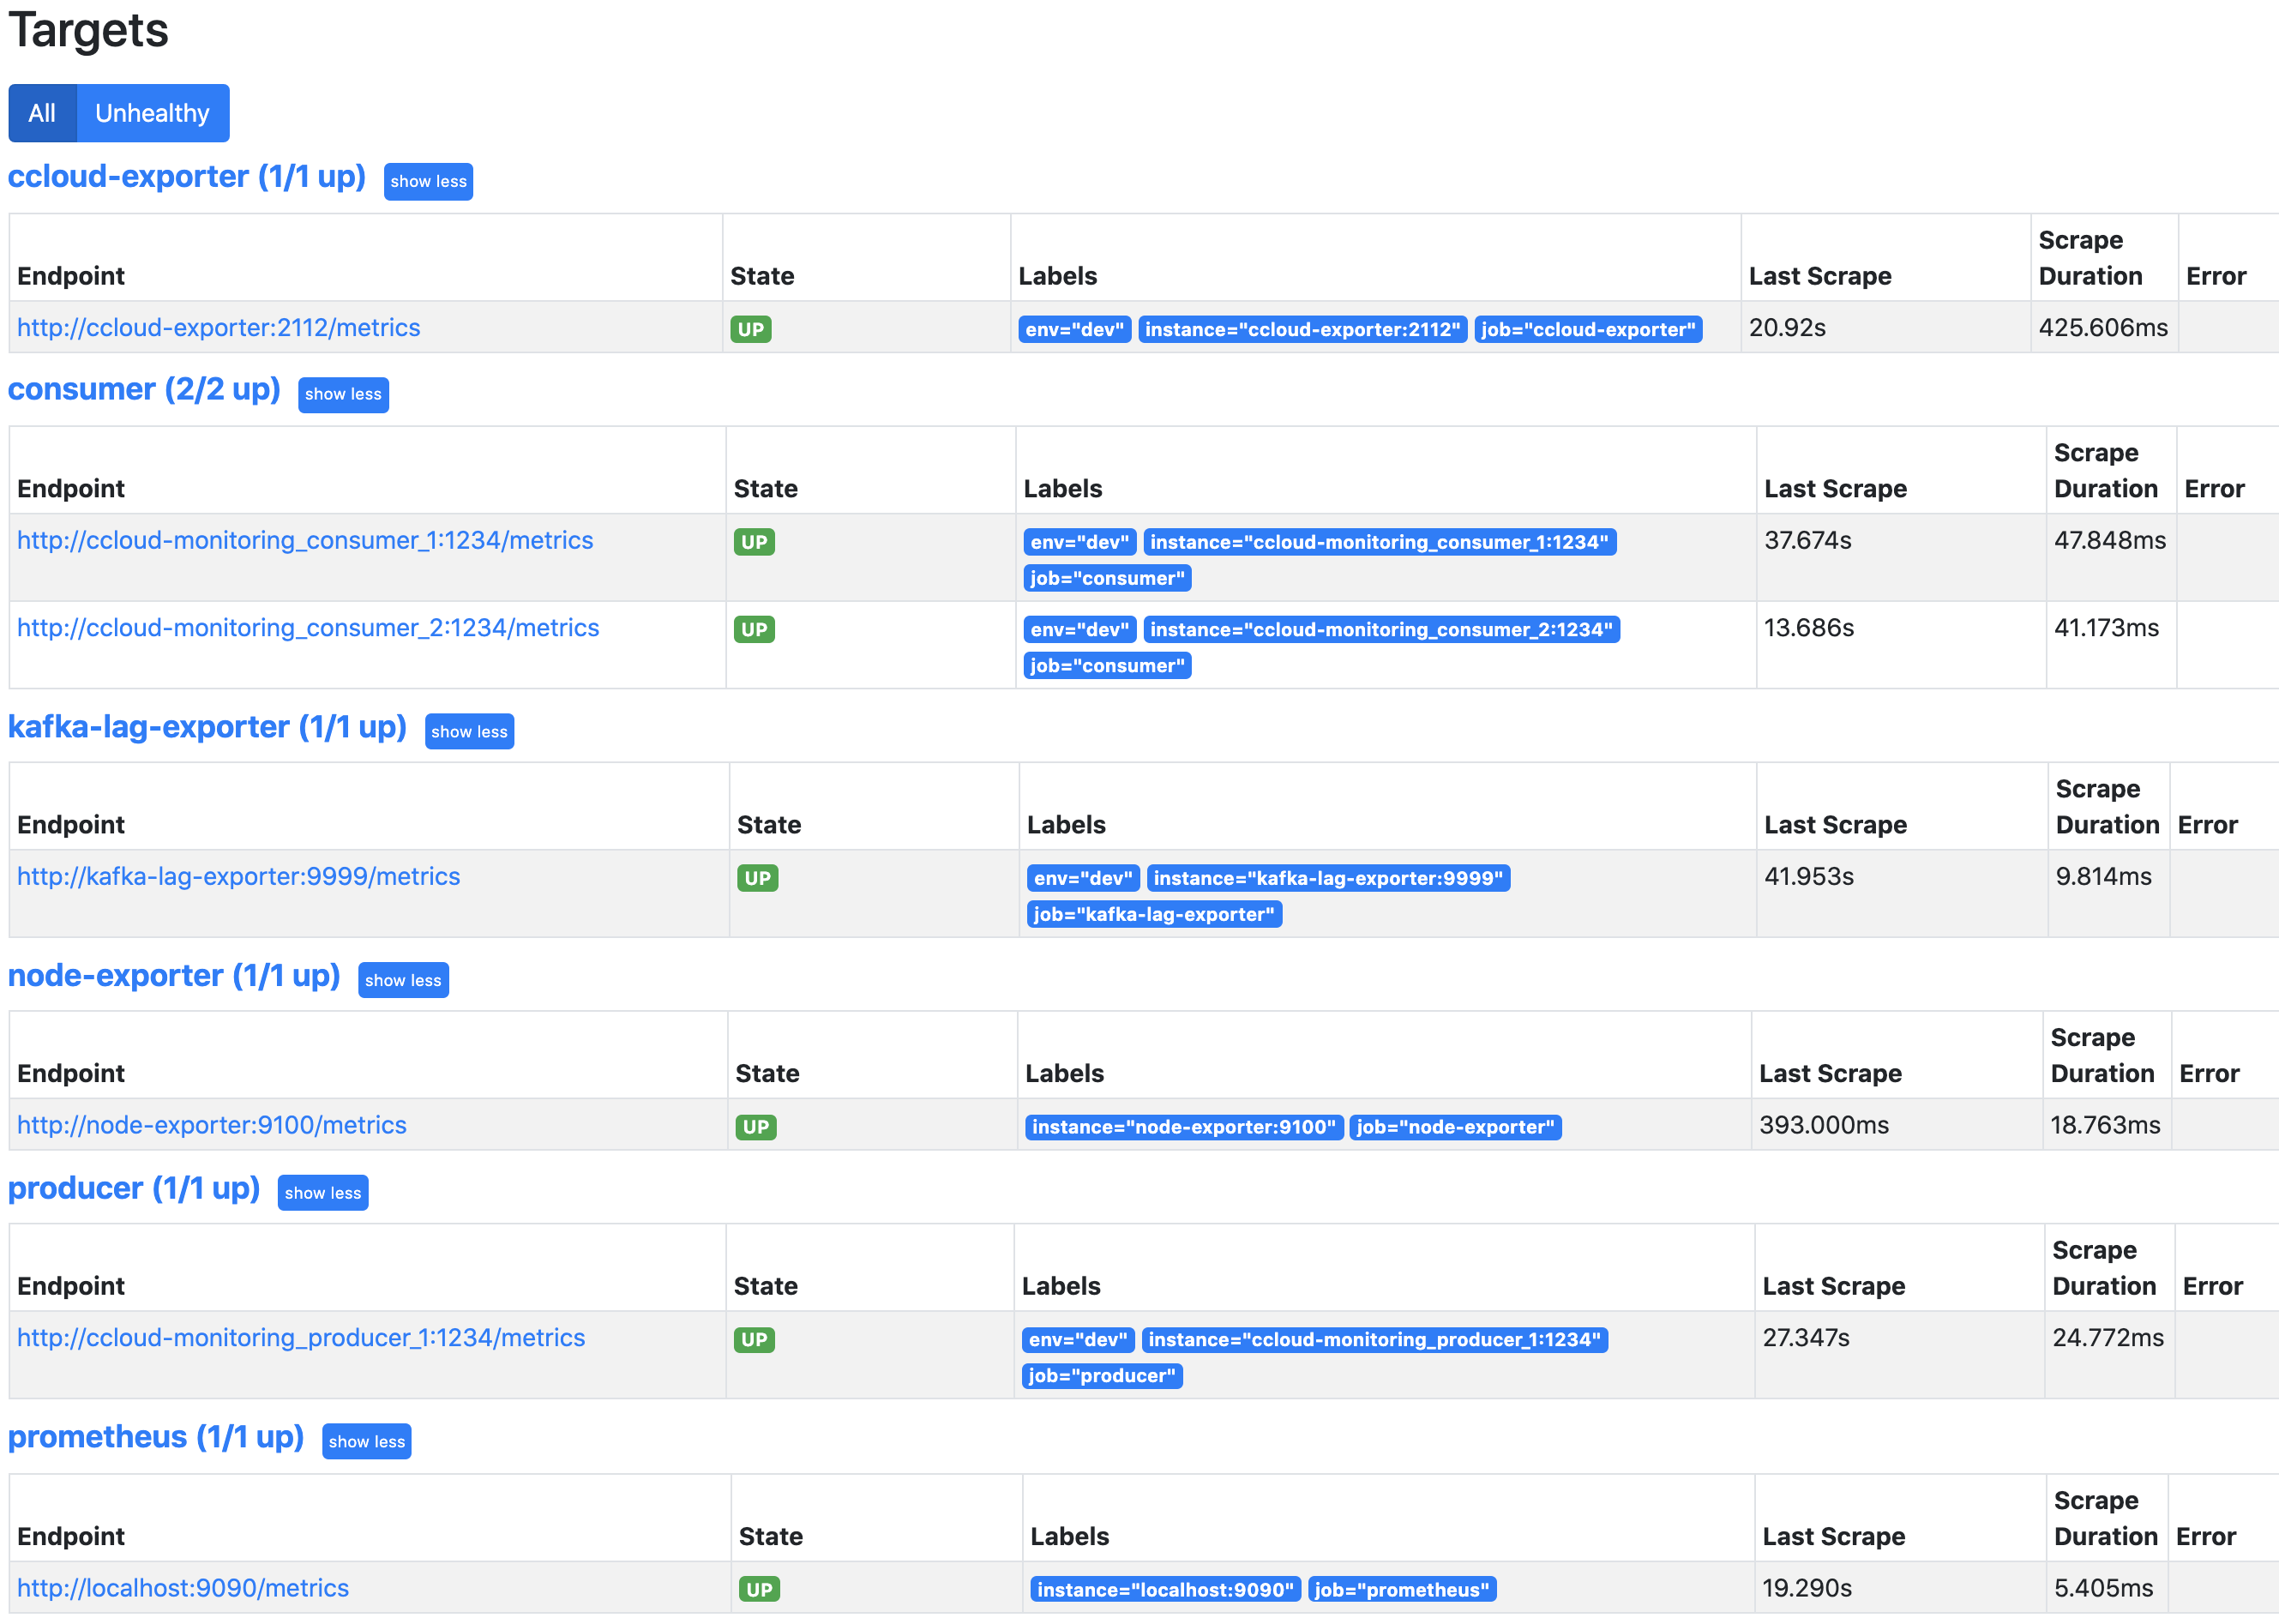 Targets
All Unhealthy
ccloud-exporter (1/1 up) show less
Scrape
Endpoint State Labels Last Scrape Duration Error
http://ccloud-exporter:2112/metrics UP env="dev" instance="ccloud-exporter:2112" job="ccloud-exporter" 20.92s 425.606ms
consumer (2/2 up) show less
Scrape
Endpoint State Labels Last Scrape Duration Error
http://ccloud-monitoring_consumer_1:1234/metrics UP env="dev" instance="ccloud-monitoring_consumer_1:1234" 37.674s 47.848ms
job="consumer"
http://ccloud-monitoring_consumer_2:1234/metrics UP env="dev" instance="ccloud-monitoring_consumer_2:1234" 13.686s 41.173ms
job="consumer"
kafka-lag-exporter (1/1 up) show less
Scrape
Endpoint State Labels Last Scrape Duration Error
http://kafka-lag-exporter:9999/metrics UP env="dev" instance="kafka-lag-exporter:9999" 41.953s 9.814ms
job="kafka-lag-exporter"
node-exporter (1/1 up) show less
Scrape
Endpoint State Labels Last Scrape Duration Error
http://node-exporter:9100/metrics UP instance="node-exporter:9100" job="node-exporter" 393.000ms 18.763ms
producer (1/1 up) show less
Scrape
Endpoint State Labels Last Scrape Duration Error
http://ccloud-monitoring_producer_1:1234/metrics UP env="dev" instance="ccloud-monitoring_producer_1:1234" 27.347s 24.772ms
job="producer"
prometheus (1/1 up) show less
Scrape
Endpoint State Labels Last Scrape Duration Error
http://localhost:9090/metrics UP instance="localhost:9090" job="prometheus" 19.290s 5.405ms